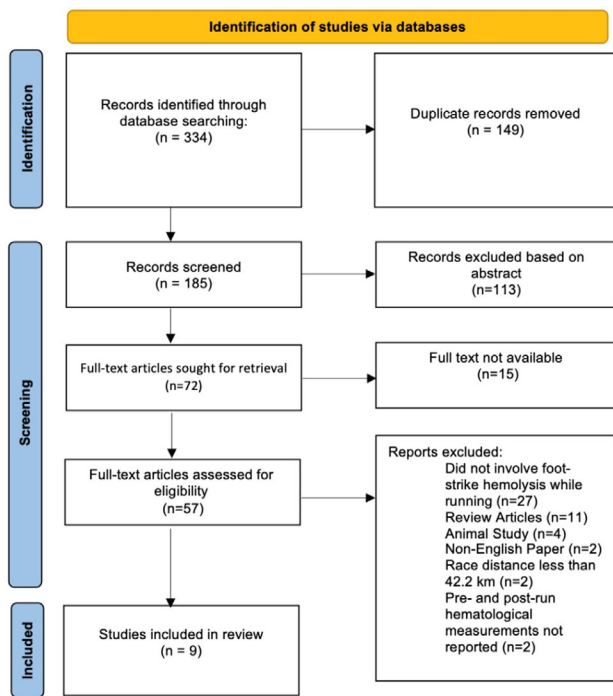 Identification of studies via databases
Identification
Records identified through
database searching:
(n = 334)
Duplicate records removed
(n = 149)
Screening
Records screened
(n = 185)
Records excluded based on
abstract
(n=113)
Full-text articles sought for retrieval
(n=72)
Full text not available
(n=15)
Full-text articles assessed for
eligibility
(n=57)
Reports excluded:
Did not involve foot-
strike hemolysis while
running (n=27)
Review Articles (n=11)
Animal Study (n=4)
Non-English Paper (n=2)
Race distance less than
42.2 km (n=2)
Pre- and post-run
hematological
measurements not
reported (n=2)
Included
Studies included in review
(n = 9)